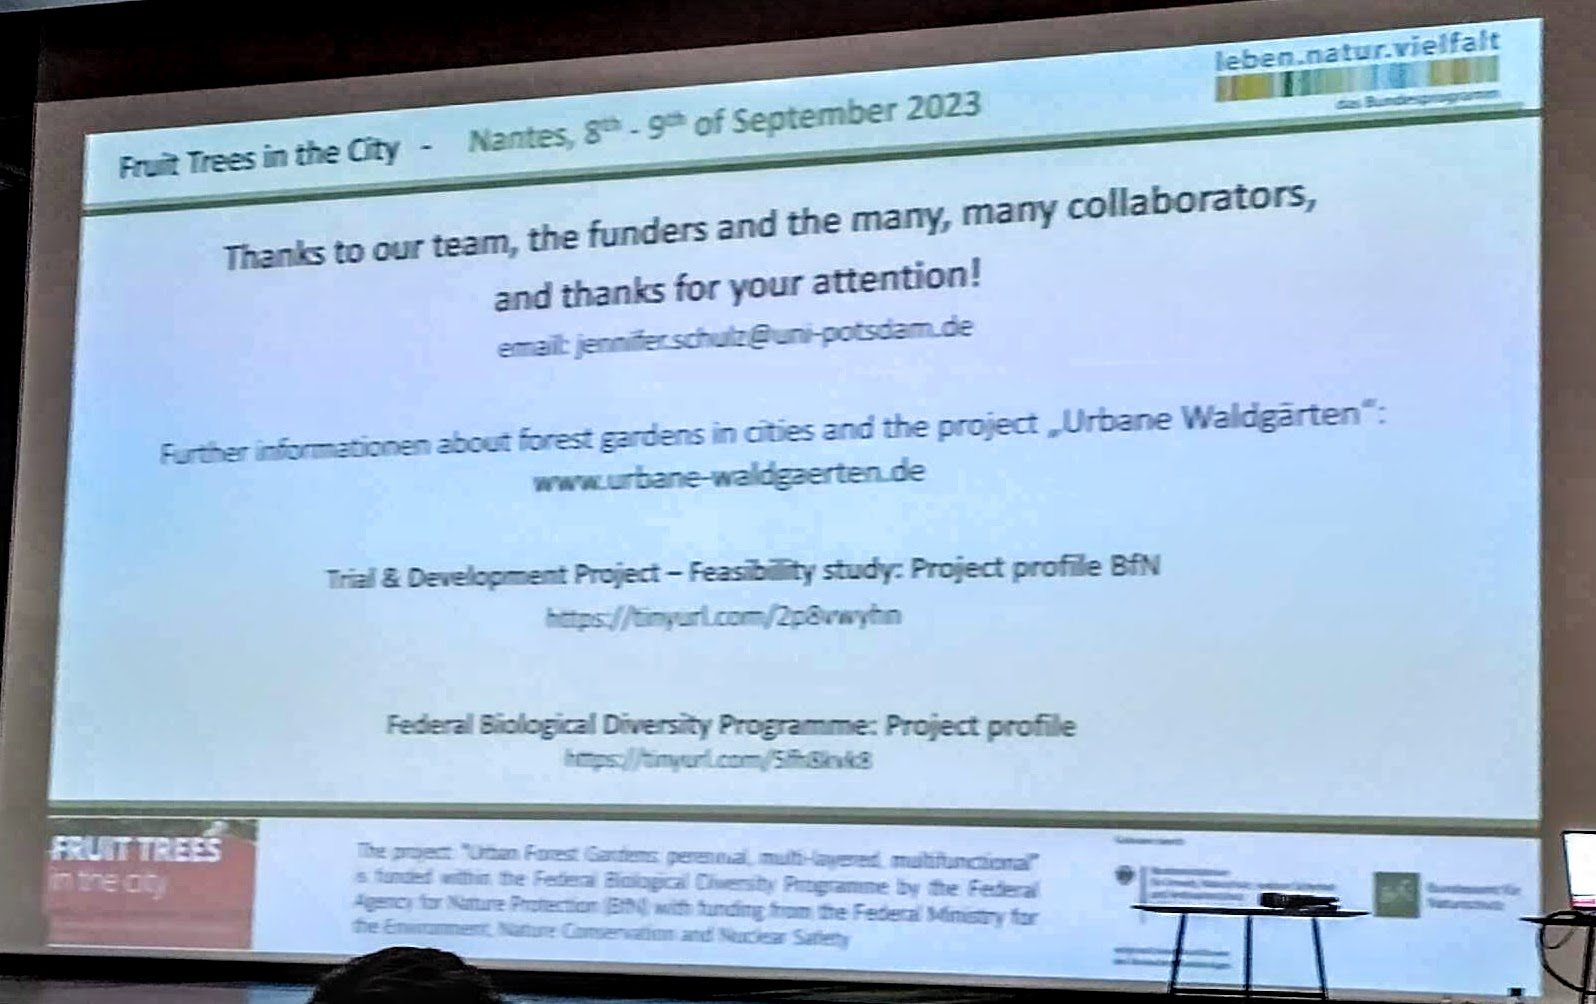 leben.natur.vielfalt
das Bundesprogramm
Fruit Trees in the City - Nantes, 8th - 9th of September 2023
Thanks to our team, the funders and the many, many collaborators,
and thanks for your attention!
email: jennifer.schulz@uni-potsdam.de
Further informationen about forest gardens in cities and the project „Urbane Waldgärten“:
www.urbane-waldgaerten.de
Trial & Development Project – Feasibility study: Project profile BfN
https://tinyurl.com/2p8vwyhn
Federal Biological Diversity Programme: Project profile
https://tinyurl.com/5fh8kvk8
FRUIT TREES
in the city
The project "Urban Forest Gardens: perennial, multi-layered, multifunctional"
is funded within the Federal Biological Diversity Programme by the Federal
Agency for Nature Protection (BfN) with funding from the Federal Ministry for
the Environment, Nature Conservation and Nuclear Safety
Bundesamt für
Naturschutz